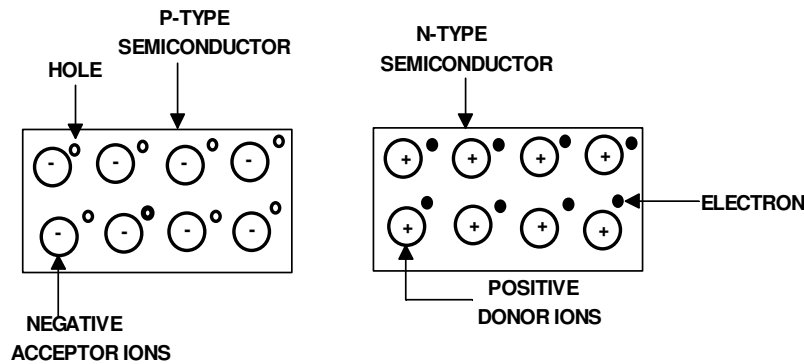 P-TYPE
SEMICONDUCTOR
HOLE
N-TYPE
SEMICONDUCTOR
- - - -
- - - -
+ + + +
+ + + +
ELECTRON
NEGATIVE
ACCEPTOR IONS
POSITIVE
DONOR IONS